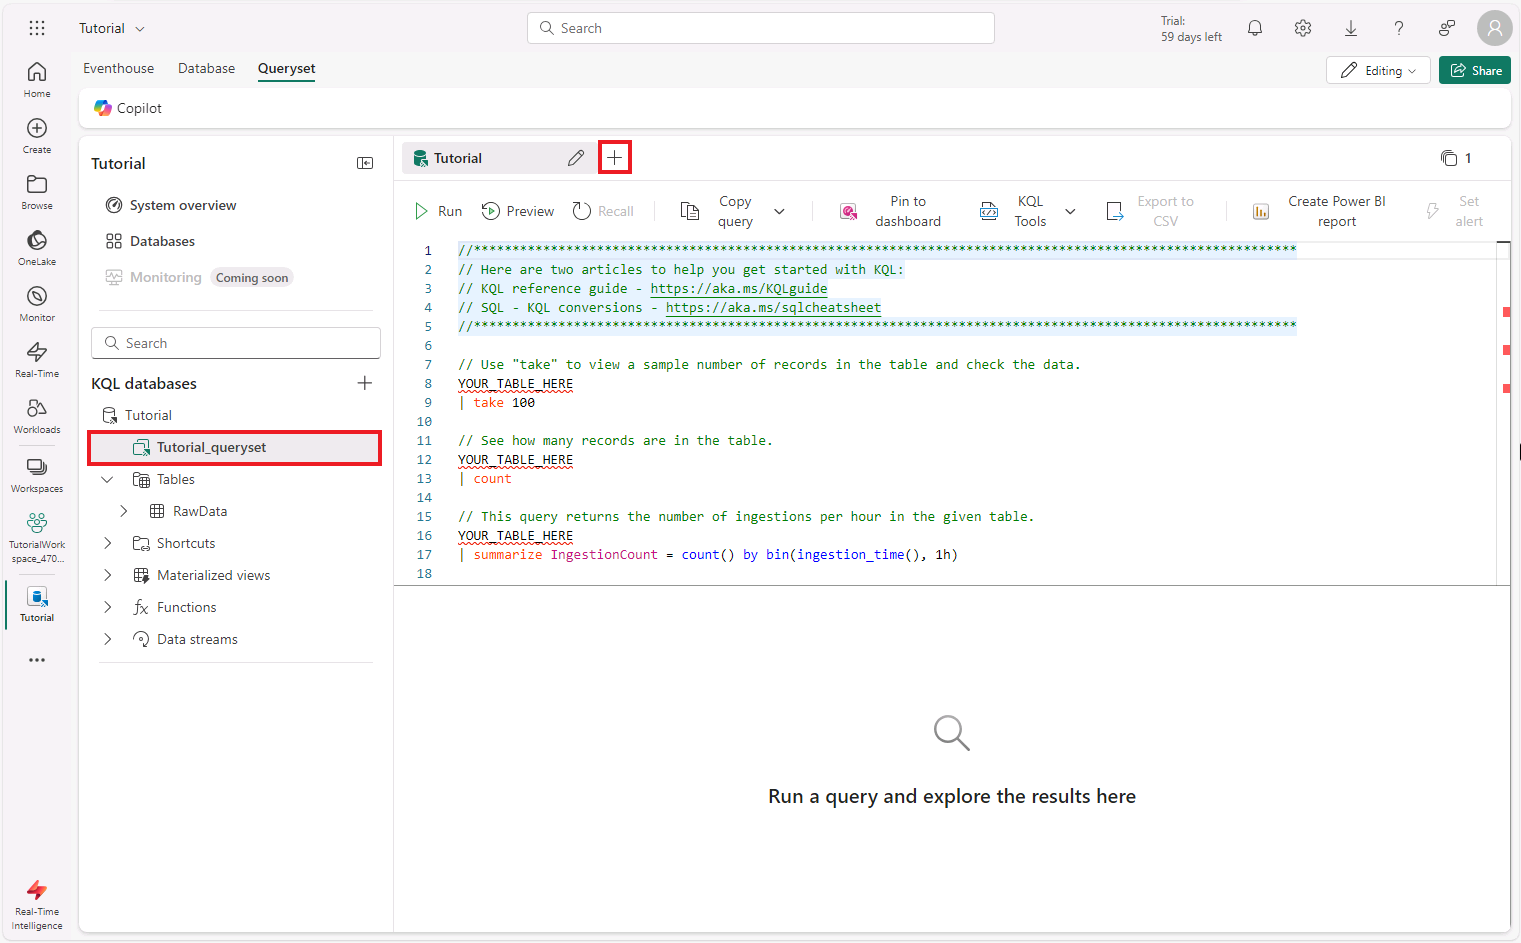 Tutorial
Search
Trial:
59 days left
Eventhouse Database Queryset
Editing
Share
Copilot
Home
Create
Browse
OneLake
Monitor
Real-Time
Workloads
Workspaces
TutorialWork
space_470...
Tutorial
Real-Time
Intelligence
Tutorial
System overview
Databases
Monitoring Coming soon
Search
KQL databases
Tutorial
Tutorial_queryset
Tables
RawData
Shortcuts
Materialized views
Functions
Data streams
Tutorial
1
Run Preview Recall
Copy
query
Pin to
dashboard
KQL
Tools
Export to
CSV
Create Power BI
report
Set
alert
1 //***********************************************************************************************************
2 // Here are two articles to help you get started with KQL:
3 // KQL reference guide - https://aka.ms/KQLguide
4 // SQL - KQL conversions - https://aka.ms/sqlcheatsheet
5 //***********************************************************************************************************
6
7 // Use "take" to view a sample number of records in the table and check the data.
8 YOUR_TABLE_HERE
9 | take 100
10
11 // See how many records are in the table.
12 YOUR_TABLE_HERE
13 | count
14
15 // This query returns the number of ingestions per hour in the given table.
16 YOUR_TABLE_HERE
17 | summarize IngestionCount = count() by bin(ingestion_time(), 1h)
18
Run a query and explore the results here